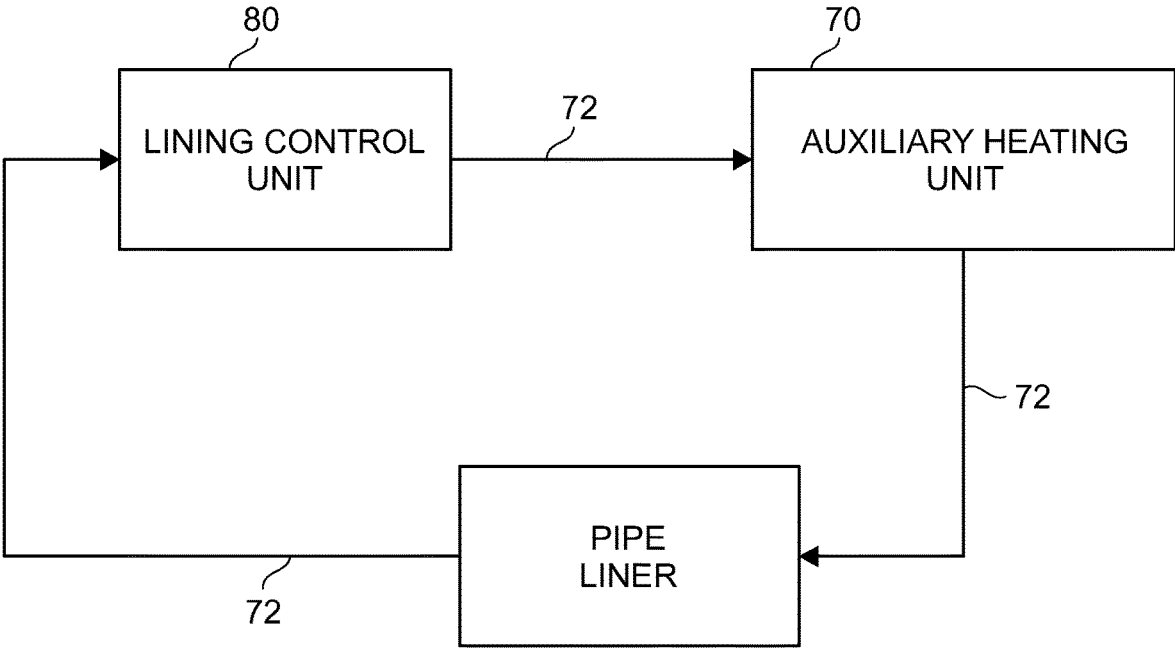 80
70
LINING CONTROL
UNIT
72
AUXILIARY HEATING
UNIT
72
PIPE
LINER
72